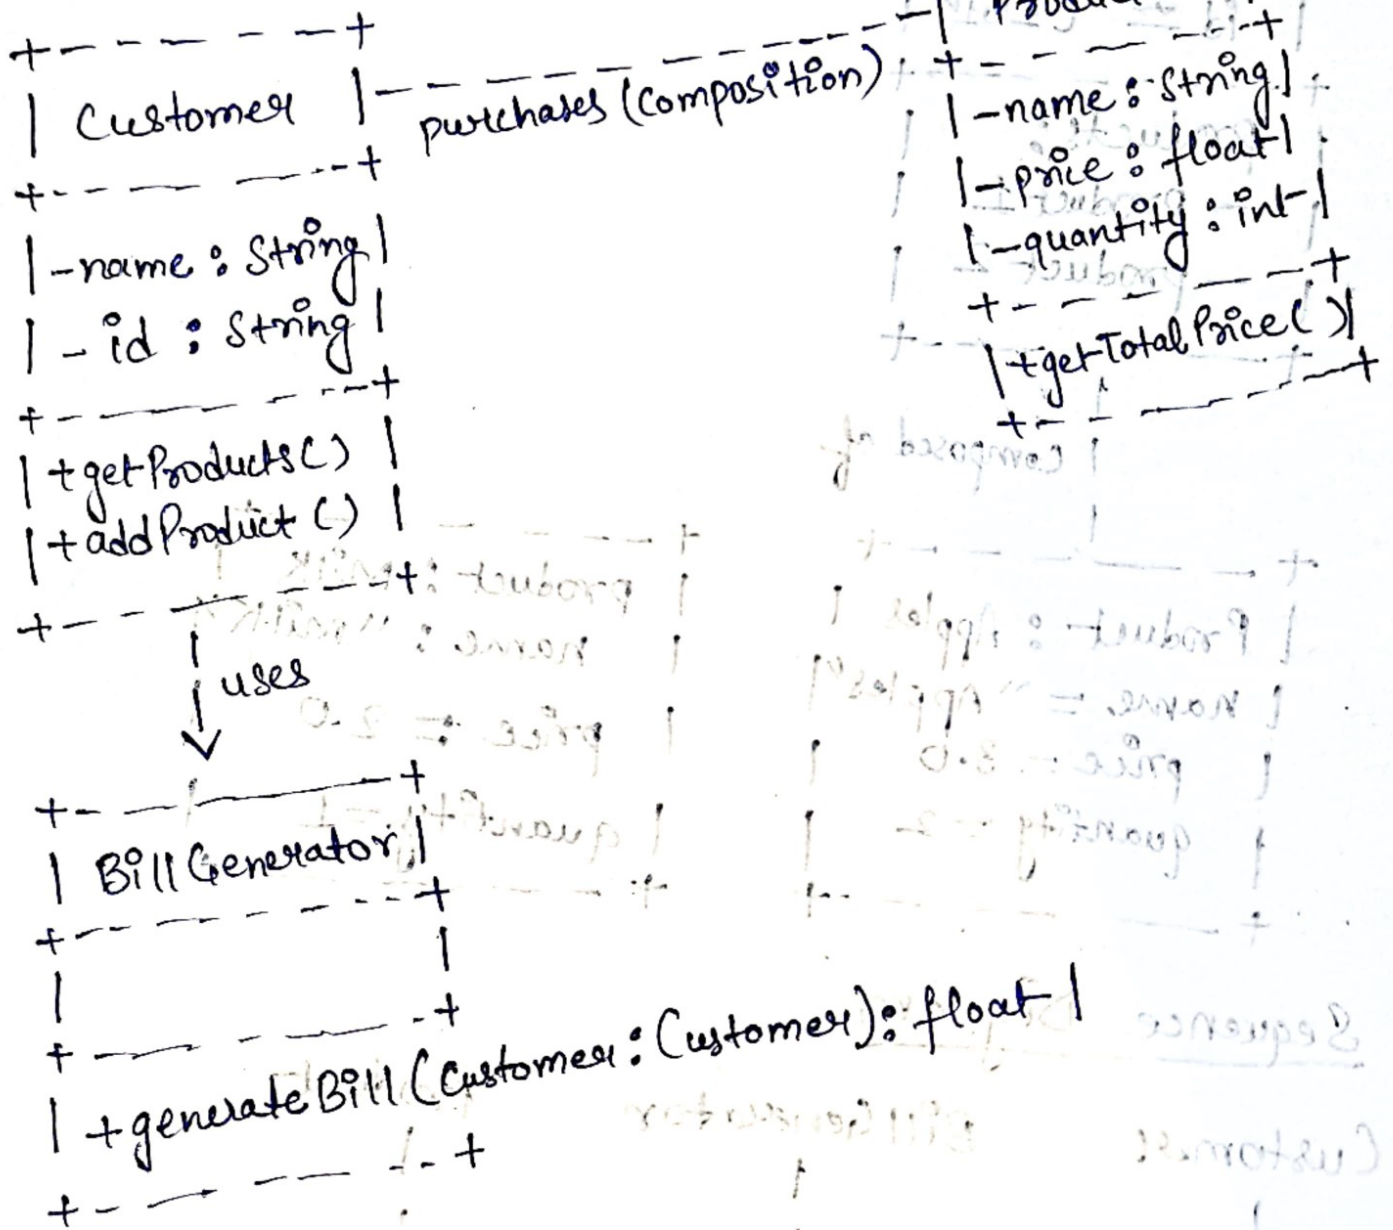 Customer
purchases (composition)
-name : String
-id : String
+getProducts()
+addProduct()
-name : String
-price : float
-quantity : int
+getTotalPrice()
uses
BillGenerator
+generateBill(Customer : Customer) : float